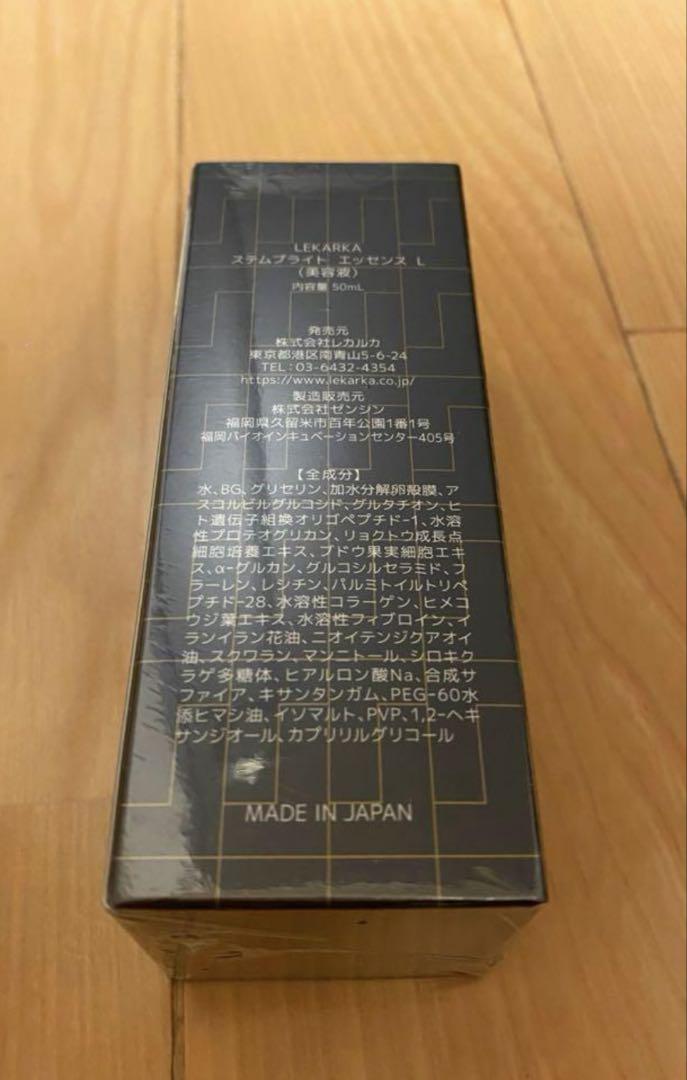 LEKARKA
ステムブライト エッセンス L
（美容液）
内容量 50mL
発売元
株式会社レカルカ
東京都港区南青山5-6-24
TEL：03-6432-4354
https://www.lekarka.co.jp/
製造販売元
株式会社ゼンシン
福岡県久留米市百年公園1番1号
福岡バイオインキュベーションセンター405号
【全成分】
水、BG、グリセリン、加水分解卵殻膜、ア
スコルビルグルコシド、グルタチオン、ヒ
ト遺伝子組換オリゴペプチド-1、水溶
性プロテオグリカン、リョクトウ成長点
細胞培養エキス、ブドウ果実細胞エキ
ス、α-グルカン、グルコシルセラミド、フ
ラーレン、レシチン、パルミトイルトリペ
プチド-28、水溶性コラーゲン、ヒメコ
ウジ葉エキス、水溶性フィブロイン、イ
ランイラン花油、ニオイテンジクアオイ
油、スクワラン、マンニトール、シロキク
ラゲ多糖体、ヒアルロン酸Na、合成サ
ファイア、キサンタンガム、PEG-60水
添ヒマシ油、イソマルト、PVP、1,2-ヘキ
サンジオール、カプリリルグリコール
MADE IN JAPAN